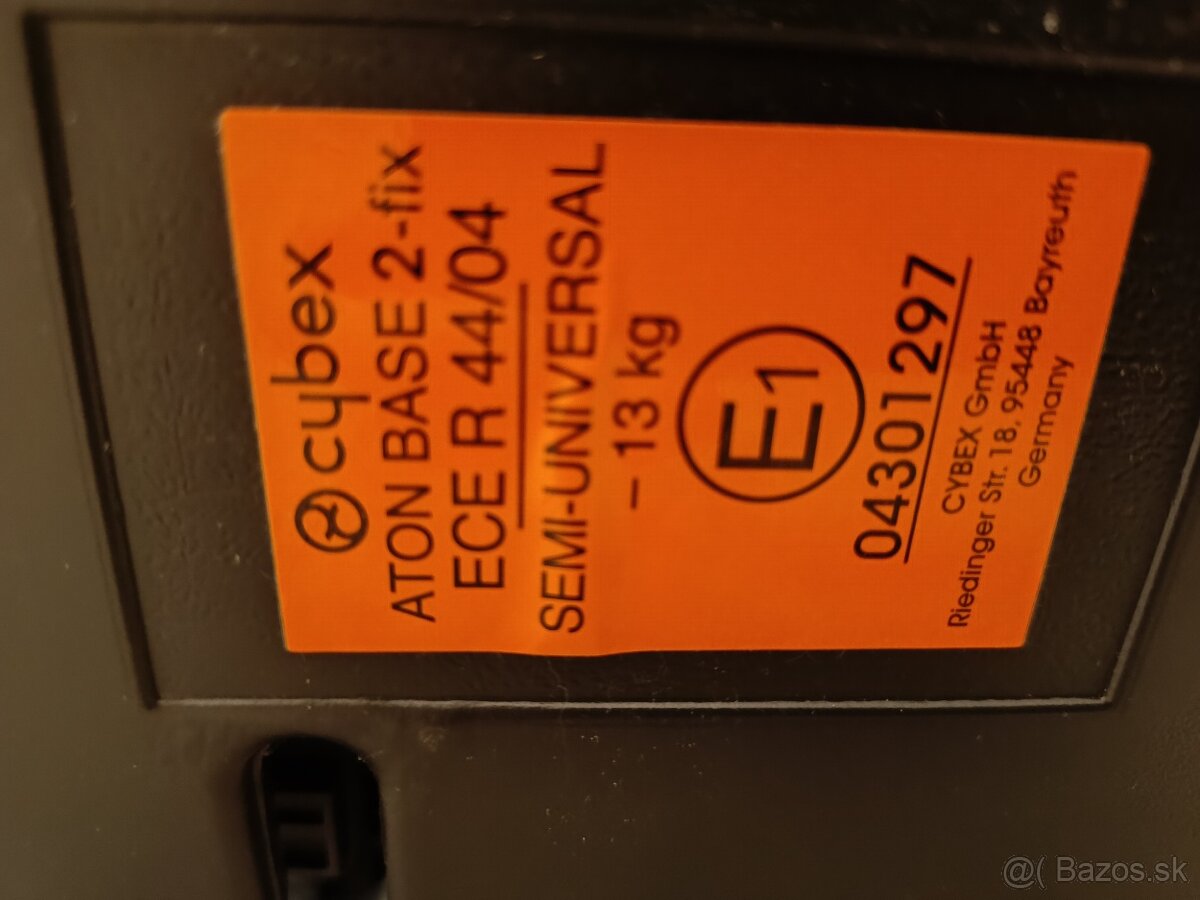 cybex
ATON BASE 2-fix
ECE R 44/04
SEMI-UNIVERSAL
– 13 kg
E1
04301297
CYBEX GmbH
Riedinger Str. 18, 95448 Bayreuth
Germany
@( Bazos.sk